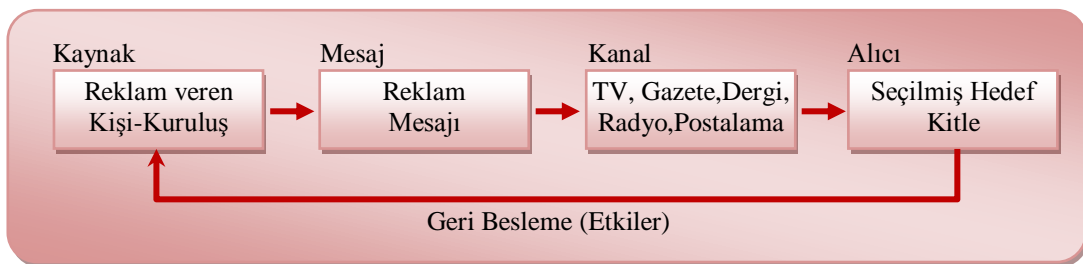 Kaynak
Reklam veren
Kişi-Kuruluş
Mesaj
Reklam
Mesajı
Kanal
TV, Gazete,Dergi,
Radyo,Postalama
Alıcı
Seçilmiş Hedef
Kitle
Geri Besleme (Etkiler)